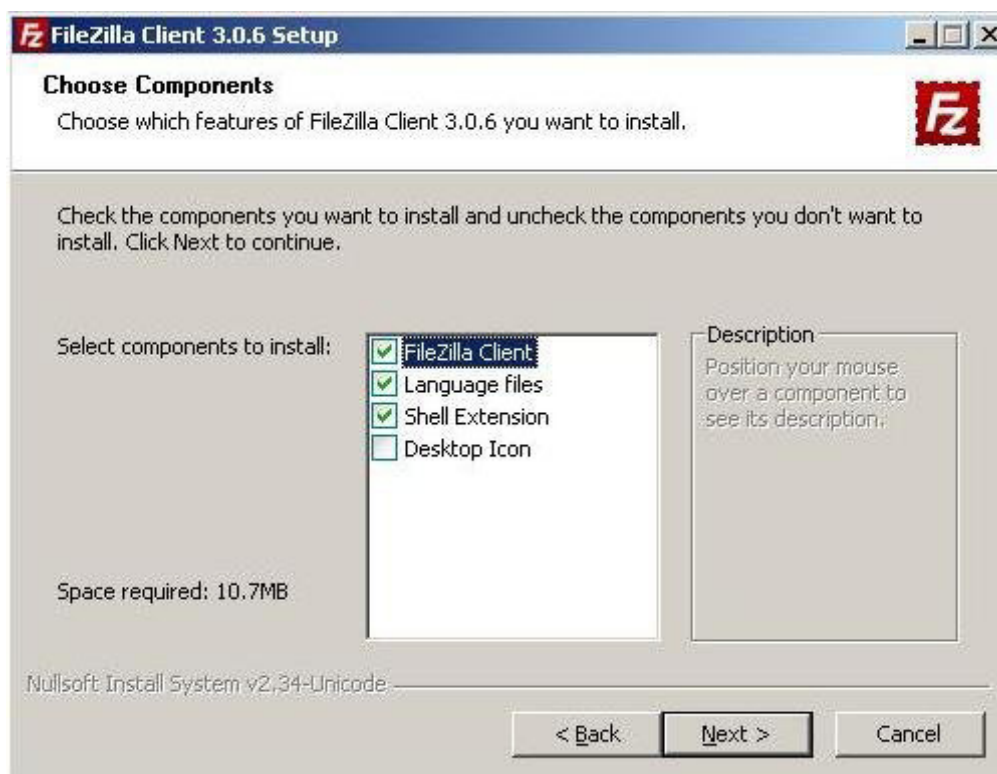 FileZilla Client 3.0.6 Setup
Choose Components
Choose which features of FileZilla Client 3.0.6 you want to install.
Fz
Check the components you want to install and uncheck the components you don't want to
install. Click Next to continue.
Select components to install:
FileZilla Client
Language files
Shell Extension
Desktop Icon
Description
Position your mouse
over a component to
see its description.
Space required: 10.7MB
Nullsoft Install System v2.34-Unicode
< Back
Next >
Cancel